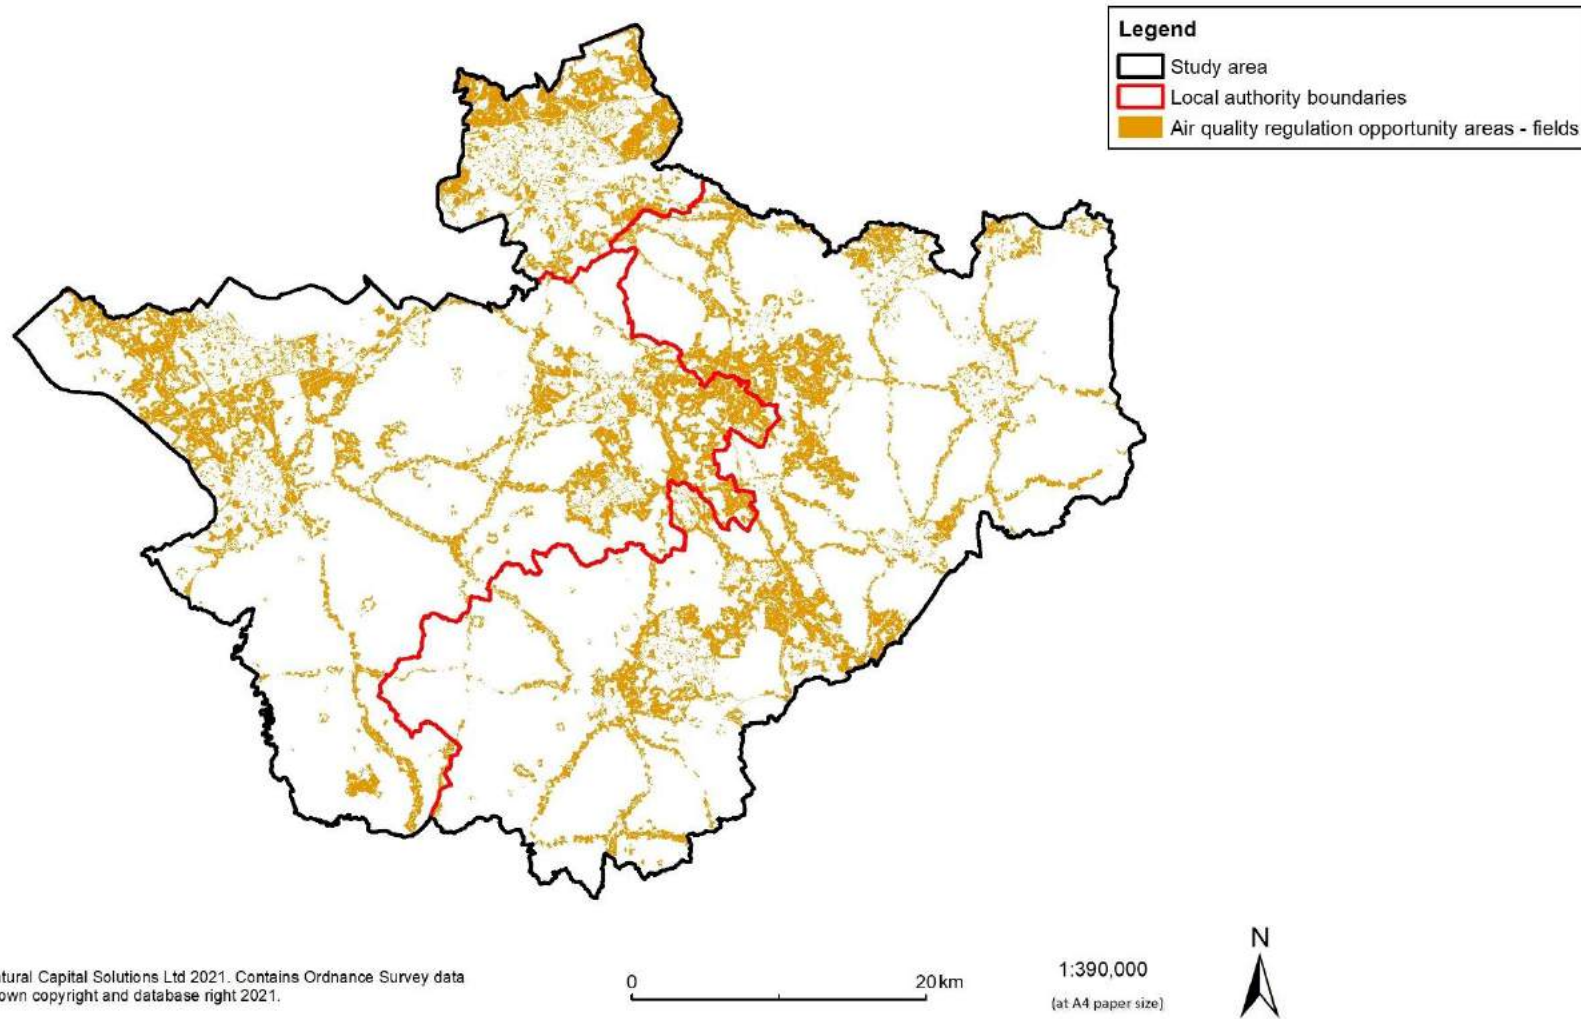 Legend
Study area
Local authority boundaries
Air quality regulation opportunity areas - fields
tural Capital Solutions Ltd 2021. Contains Ordnance Survey data
own copyright and database right 2021.
0 20km
1:390,000
(at A4 paper size)
N